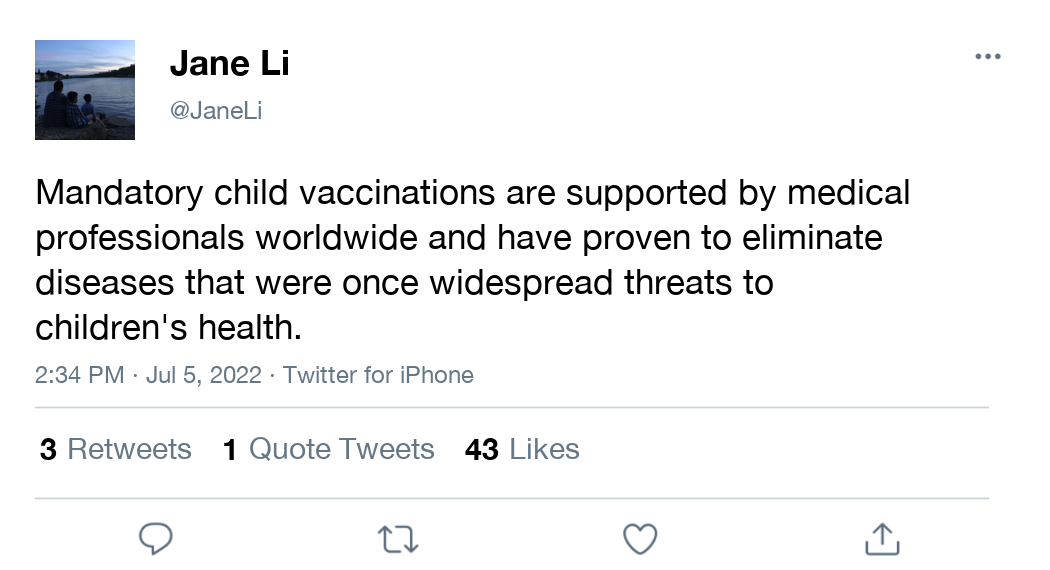 Jane Li
@JaneLi
Mandatory child vaccinations are supported by medical
professionals worldwide and have proven to eliminate
diseases that were once widespread threats to
children's health.
2:34 PM · Jul 5, 2022 · Twitter for iPhone
3 Retweets 1 Quote Tweets 43 Likes